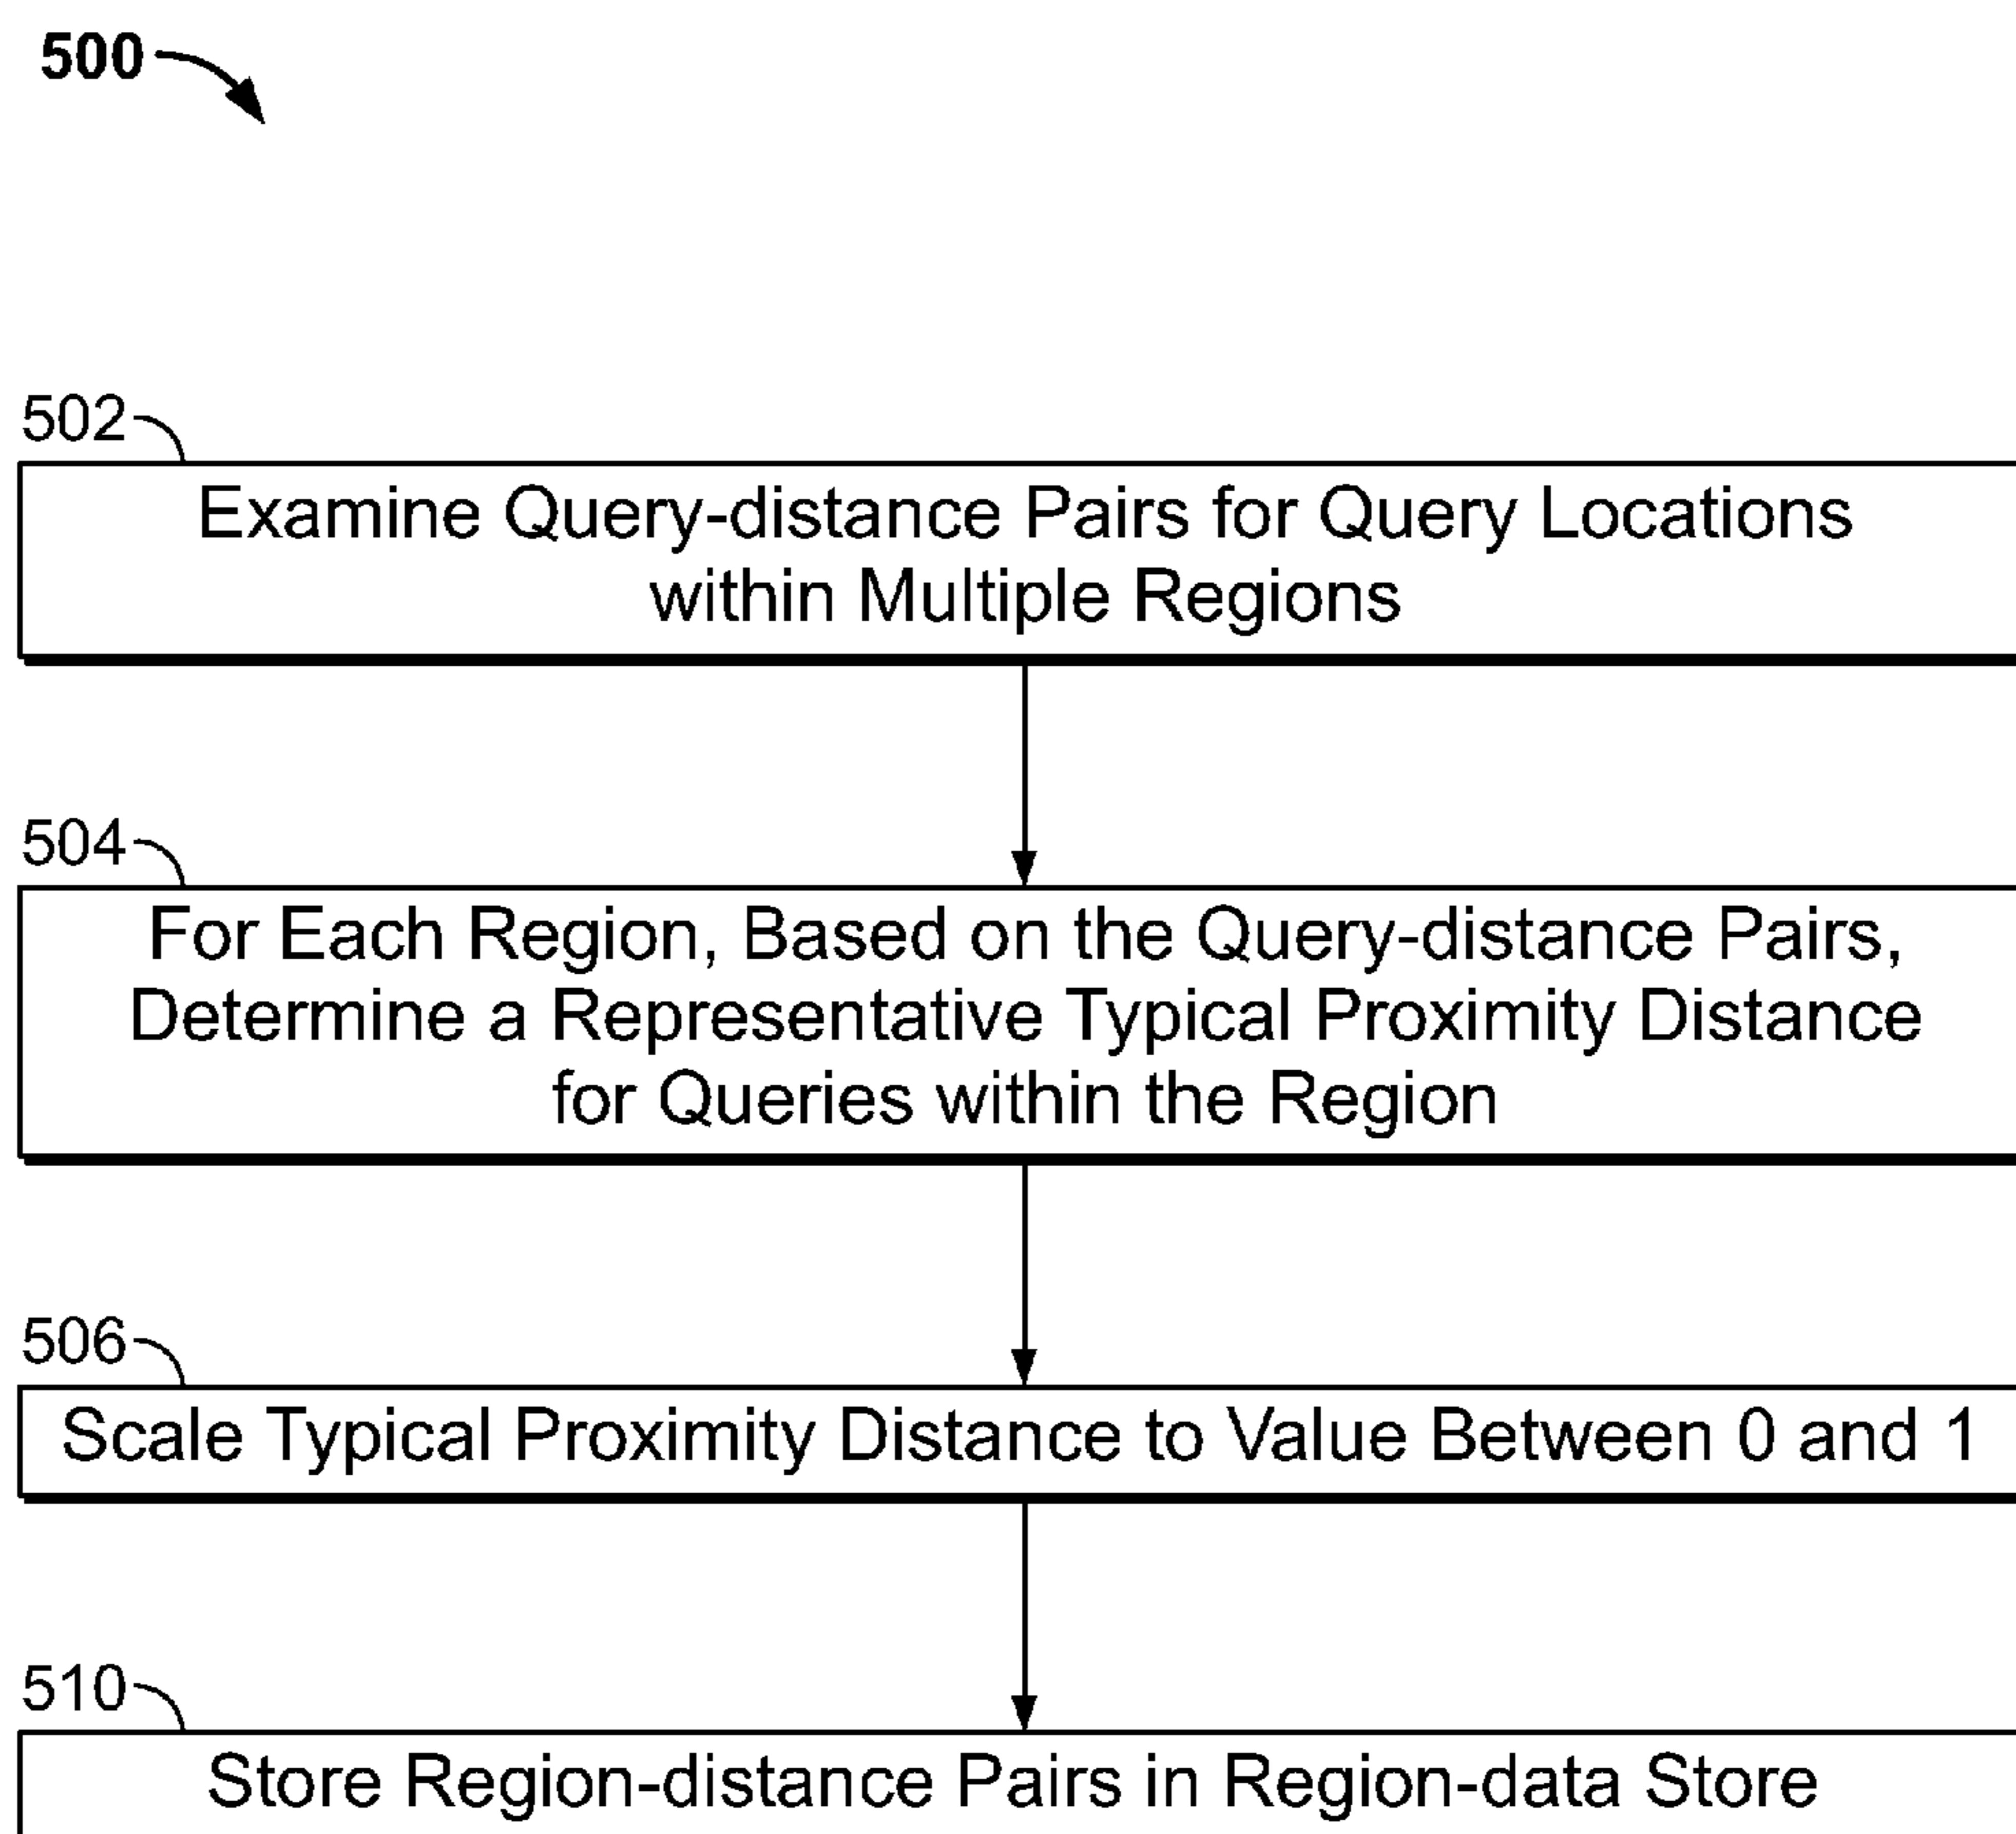 500
502
Examine Query-distance Pairs for Query Locations
within Multiple Regions
504
For Each Region, Based on the Query-distance Pairs,
Determine a Representative Typical Proximity Distance
for Queries within the Region
506
Scale Typical Proximity Distance to Value Between 0 and 1
510
Store Region-distance Pairs in Region-data Store